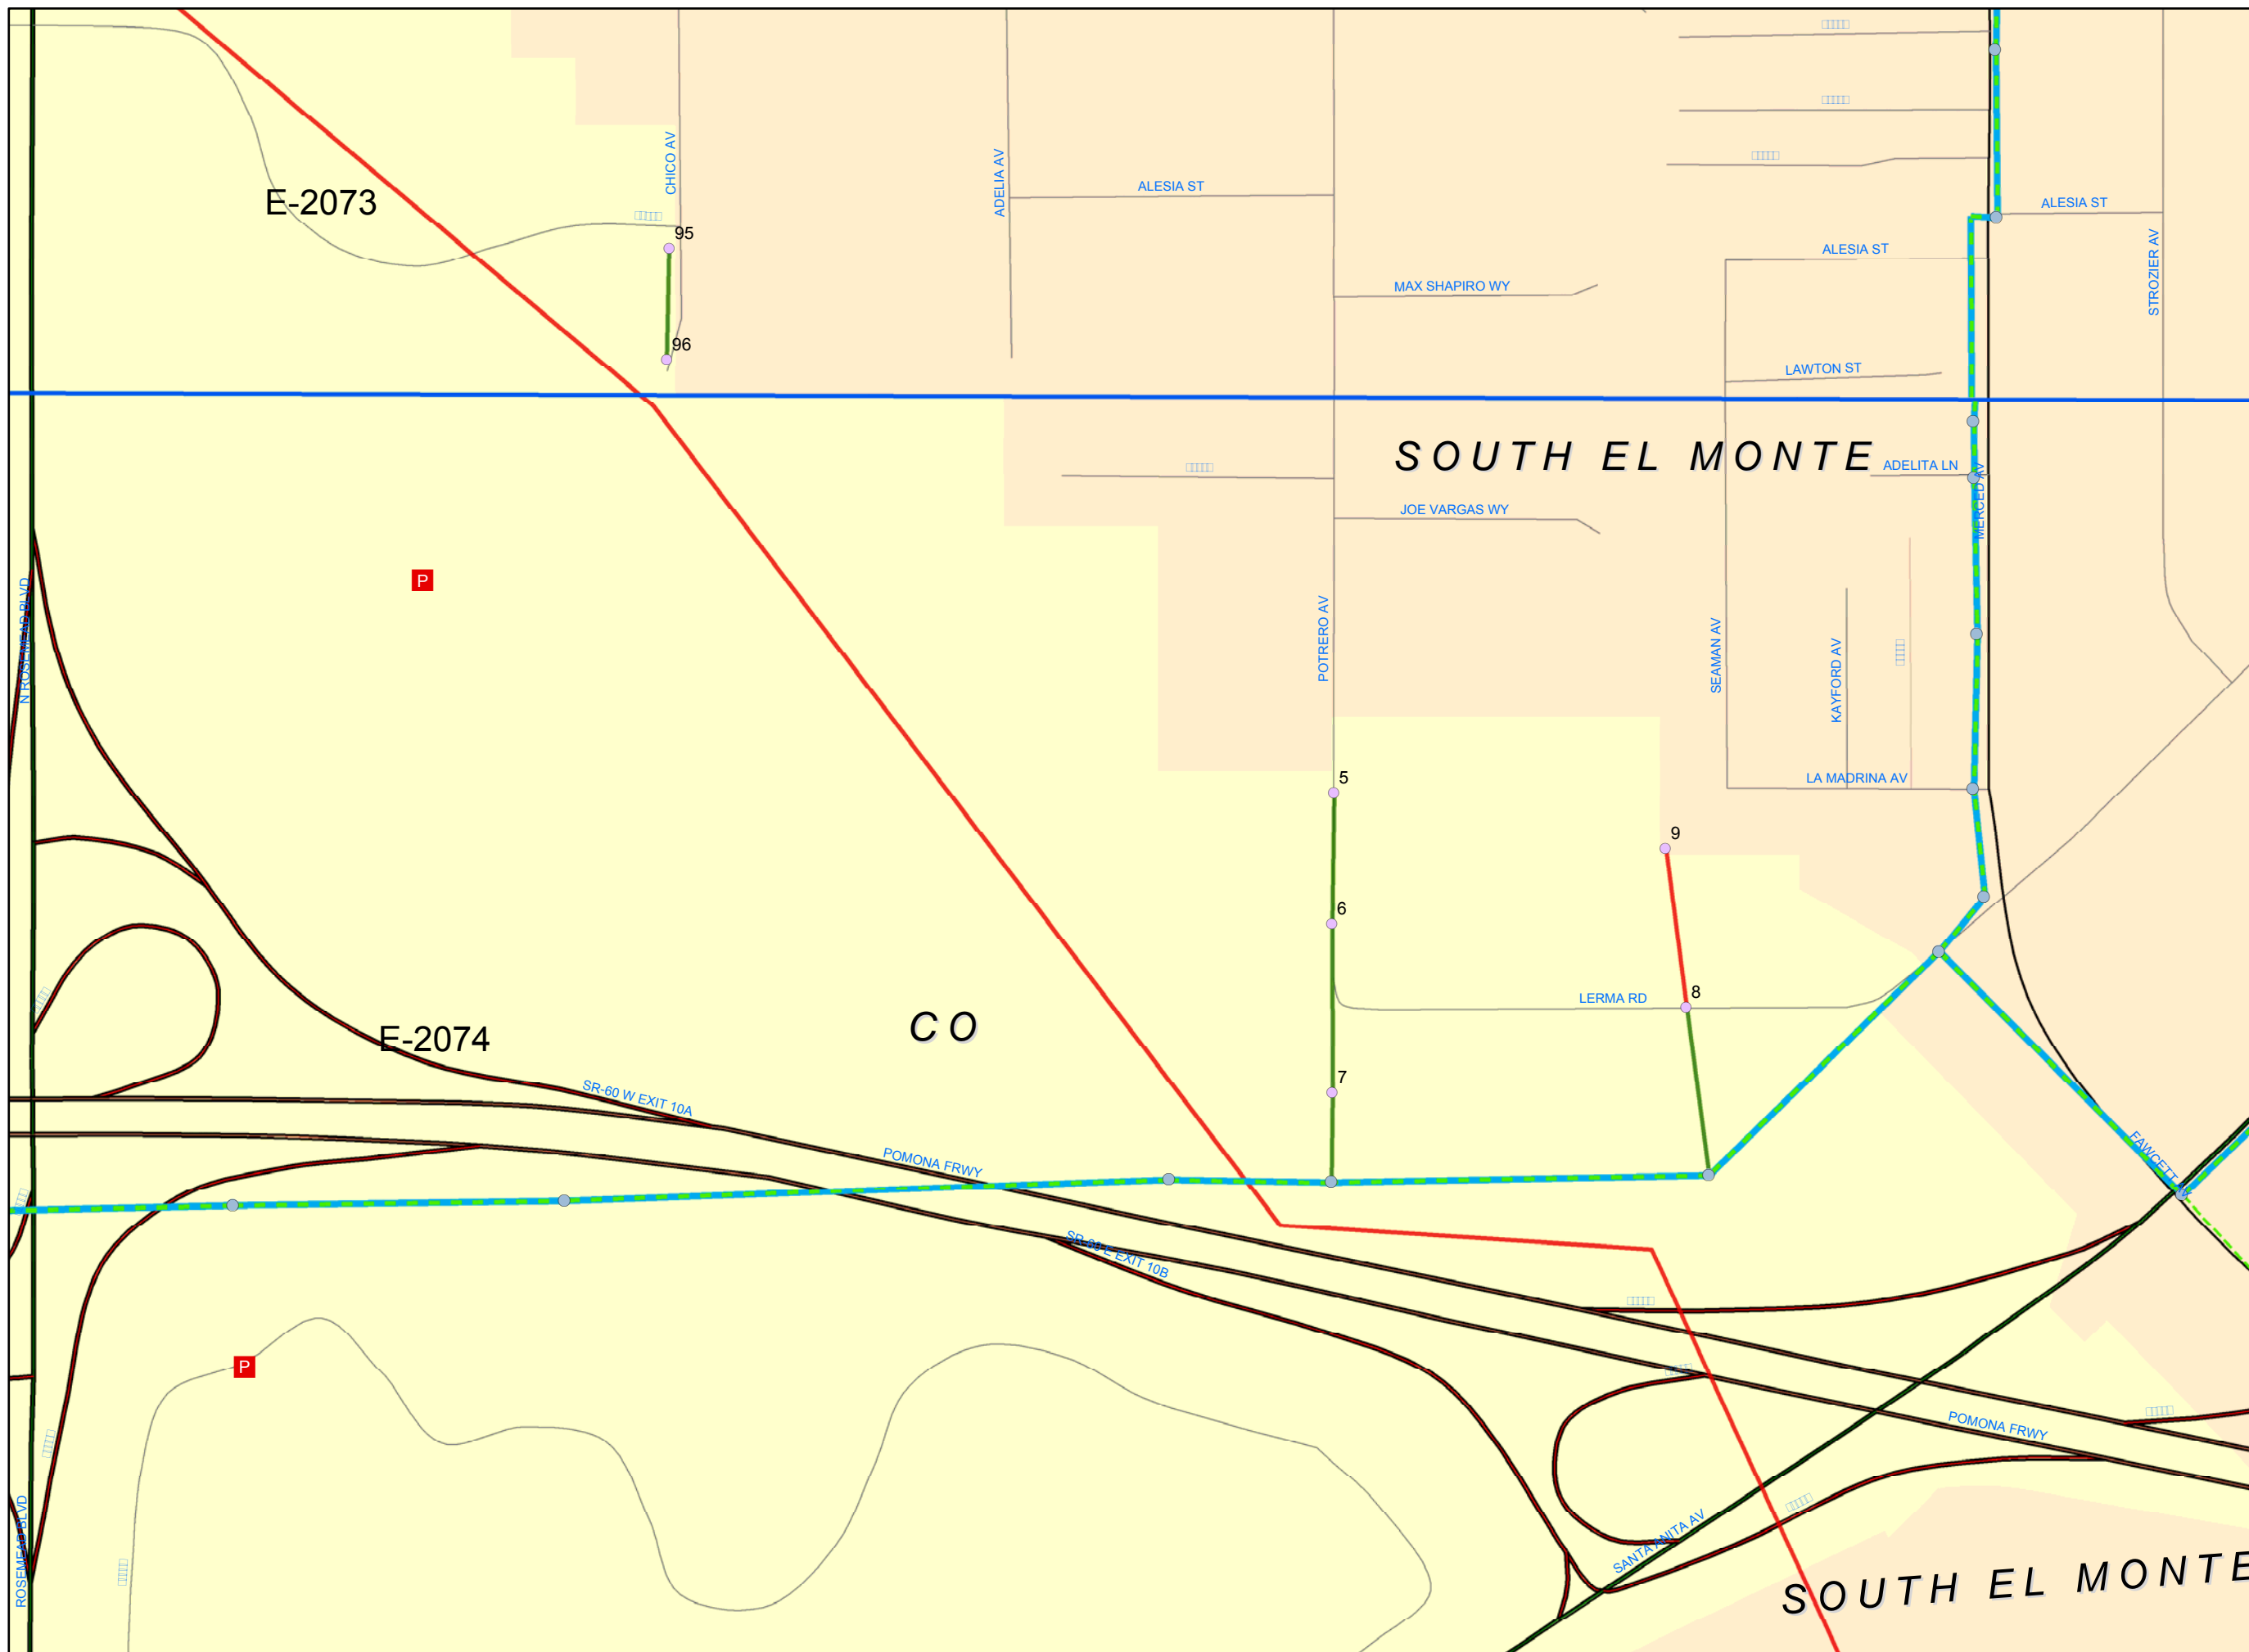 E-2073
CHICO AV
ADELIA AV
ALESIA ST
ALESIA ST
ALESIA ST
STROZIER AV
95
96
MAX SHAPIRO WY
LAWTON ST
SOUTH EL MONTE
ADELITA LN
MERCED AV
JOE VARGAS WY
P
N ROSEMEAD BLVD
POTRERO AV
SEAMAN AV
KAYFORD AV
LA MADRINA AV
5
9
6
8
LERMA RD
E-2074
CO
7
SR-60 W EXIT 10A
POMONA FRWY
FAWCETT AV
SR-60 E EXIT 10B
P
POMONA FRWY
ROSEMEAD BLVD
SANTA ANITA AV
SOUTH EL MONTE